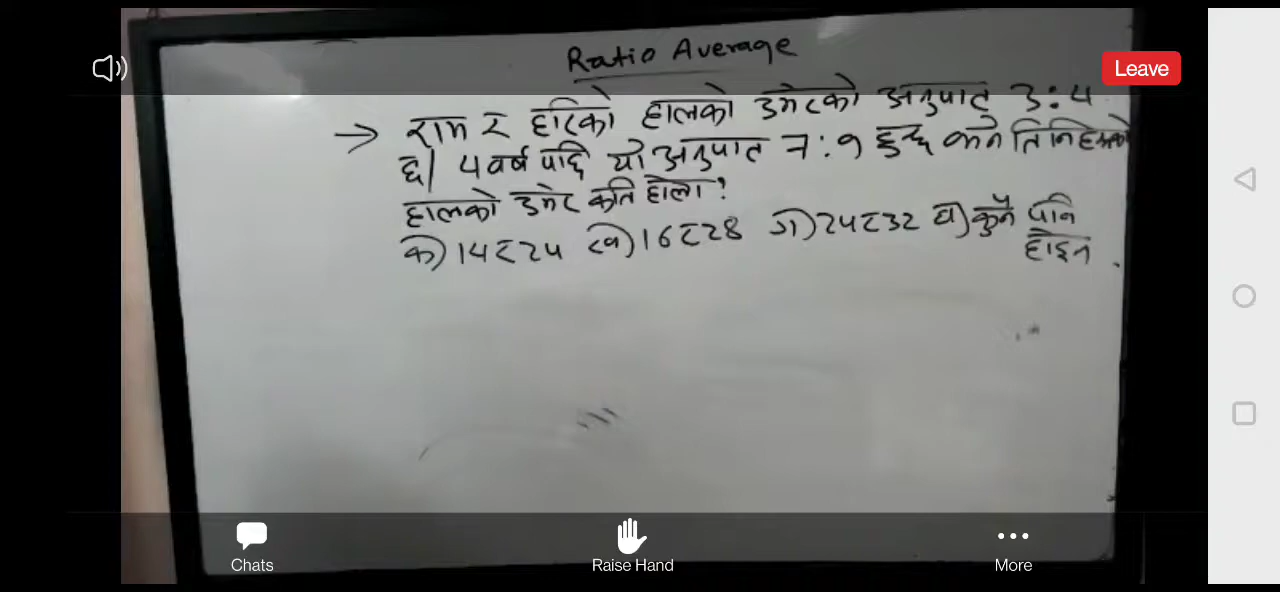 Ratio Average
Leave
→ राम र हरिको हालको उमेरको अनुपात 3:4
छ। 4 वर्ष पछि यो अनुपात 7:9 हुन्छ भने तिनिहरुको
हालको उमेर कति होला?
क) 14 र 24 ख) 16 र 28 ग) 24 र 32 घ) कुनै पनि
होइन
Chats
Raise Hand
More